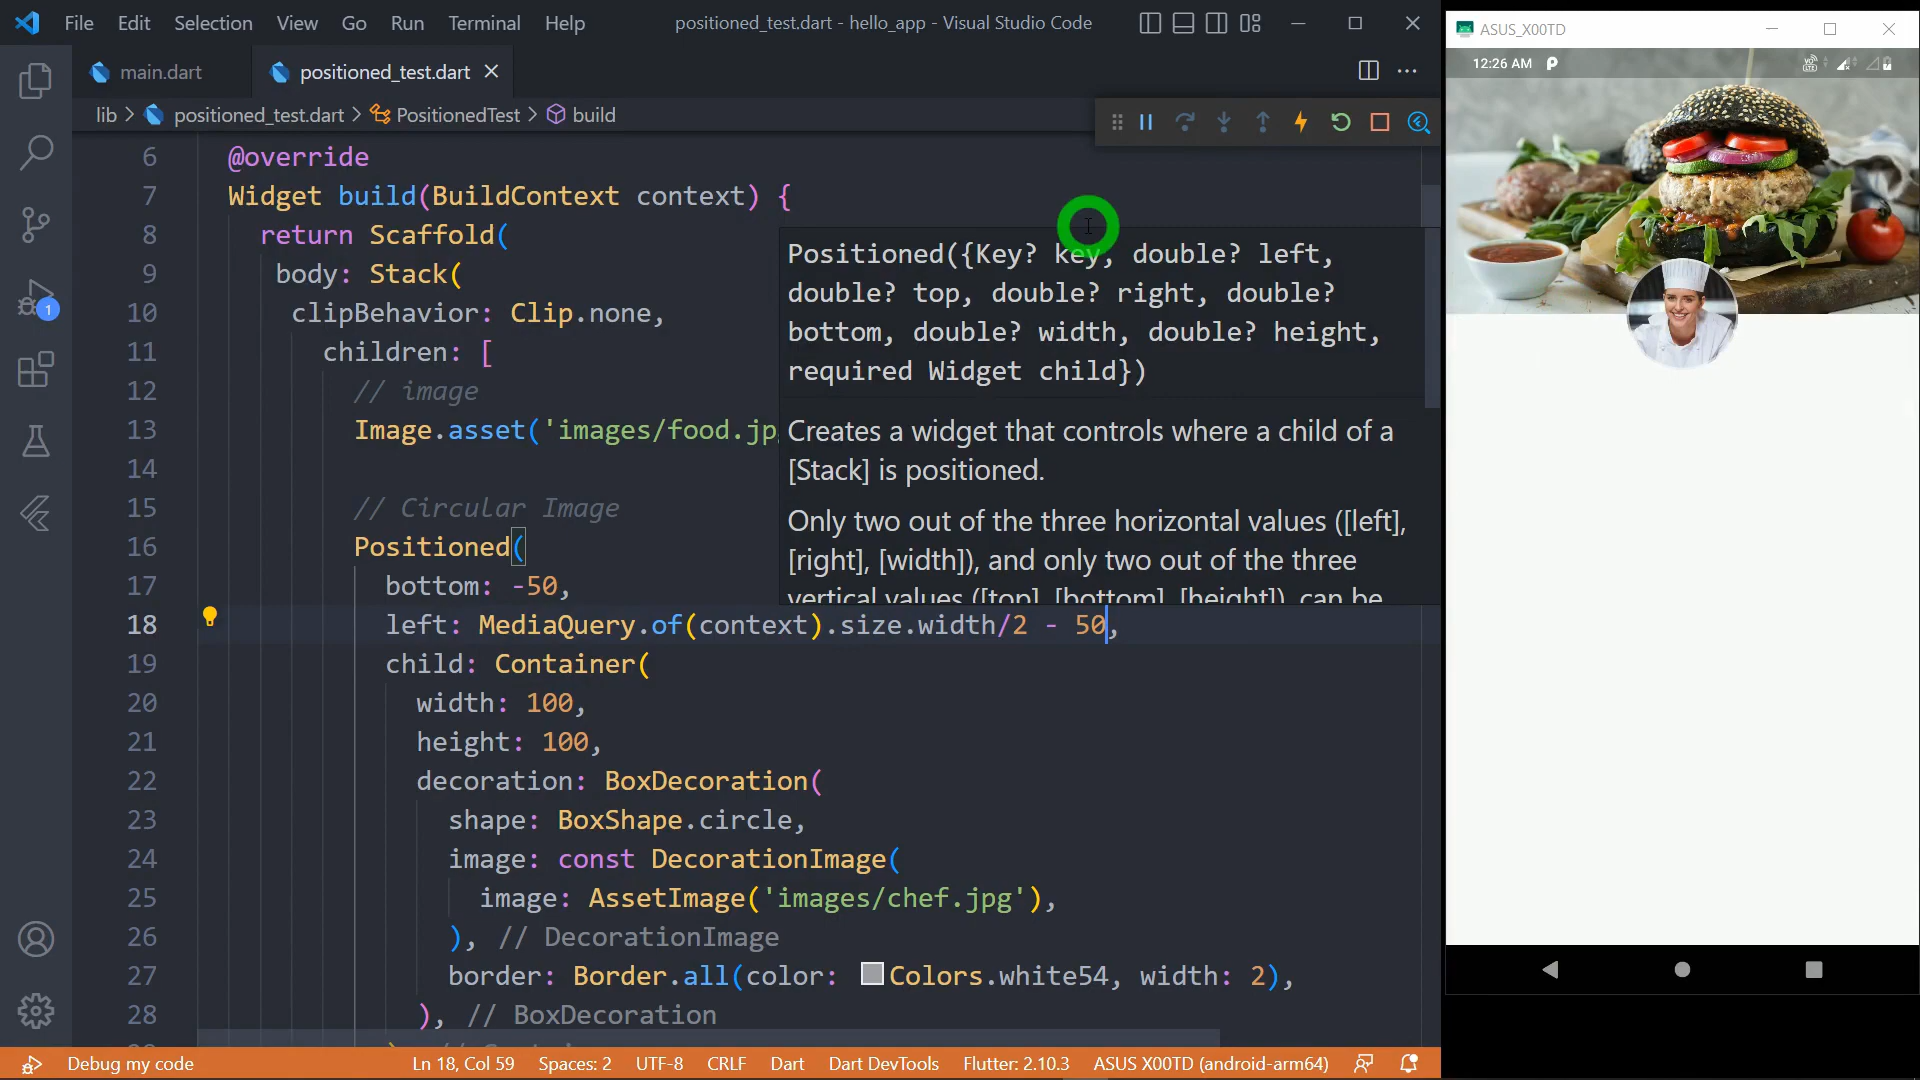 File Edit Selection View Go Run Terminal Help
positioned_test.dart - hello_app - Visual Studio Code
main.dart
positioned_test.dart
lib > positioned_test.dart > PositionedTest > build
6 @override
7 Widget build(BuildContext context) {
8 return Scaffold(
9 body: Stack(
10 clipBehavior: Clip.none,
11 children: [
12 // image
13 Image.asset('images/food.jp
14
15 // Circular Image
16 Positioned(
17 bottom: -50,
18 left: MediaQuery.of(context).size.width/2 - 50,
19 child: Container(
20 width: 100,
21 height: 100,
22 decoration: BoxDecoration(
23 shape: BoxShape.circle,
24 image: const DecorationImage(
25 image: AssetImage('images/chef.jpg'),
26 ), // DecorationImage
27 border: Border.all(color: Colors.white54, width: 2),
28 ), // BoxDecoration
Positioned({Key? key, double? left,
double? top, double? right, double?
bottom, double? width, double? height,
required Widget child})
Creates a widget that controls where a child of a
[Stack] is positioned.
Only two out of the three horizontal values ([left],
[right], [width]), and only two out of the three
vertical values ([top], [bottom], [height]), can be
1
Debug my code
Ln 18, Col 59
Spaces: 2
UTF-8
CRLF
Dart
Dart DevTools
Flutter: 2.10.3
ASUS X00TD (android-arm64)
ASUS_X00TD
12:26 AM